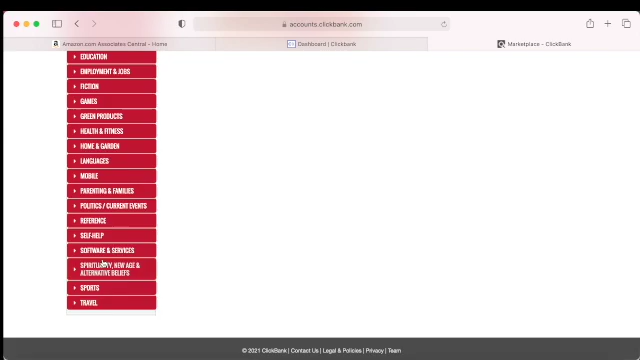 accounts.clickbank.com
Amazon.com Associates Central - Home
Dashboard | Clickbank
Marketplace - ClickBank
EDUCATION
EMPLOYMENT & JOBS
FICTION
GAMES
GREEN PRODUCTS
HEALTH & FITNESS
HOME & GARDEN
LANGUAGES
MOBILE
PARENTING & FAMILIES
POLITICS / CURRENT EVENTS
REFERENCE
SELF-HELP
SOFTWARE & SERVICES
SPIRITUALITY, NEW AGE &
ALTERNATIVE BELIEFS
SPORTS
TRAVEL
© 2021 ClickBank | Contact Us | Legal & Policies | Privacy | Team